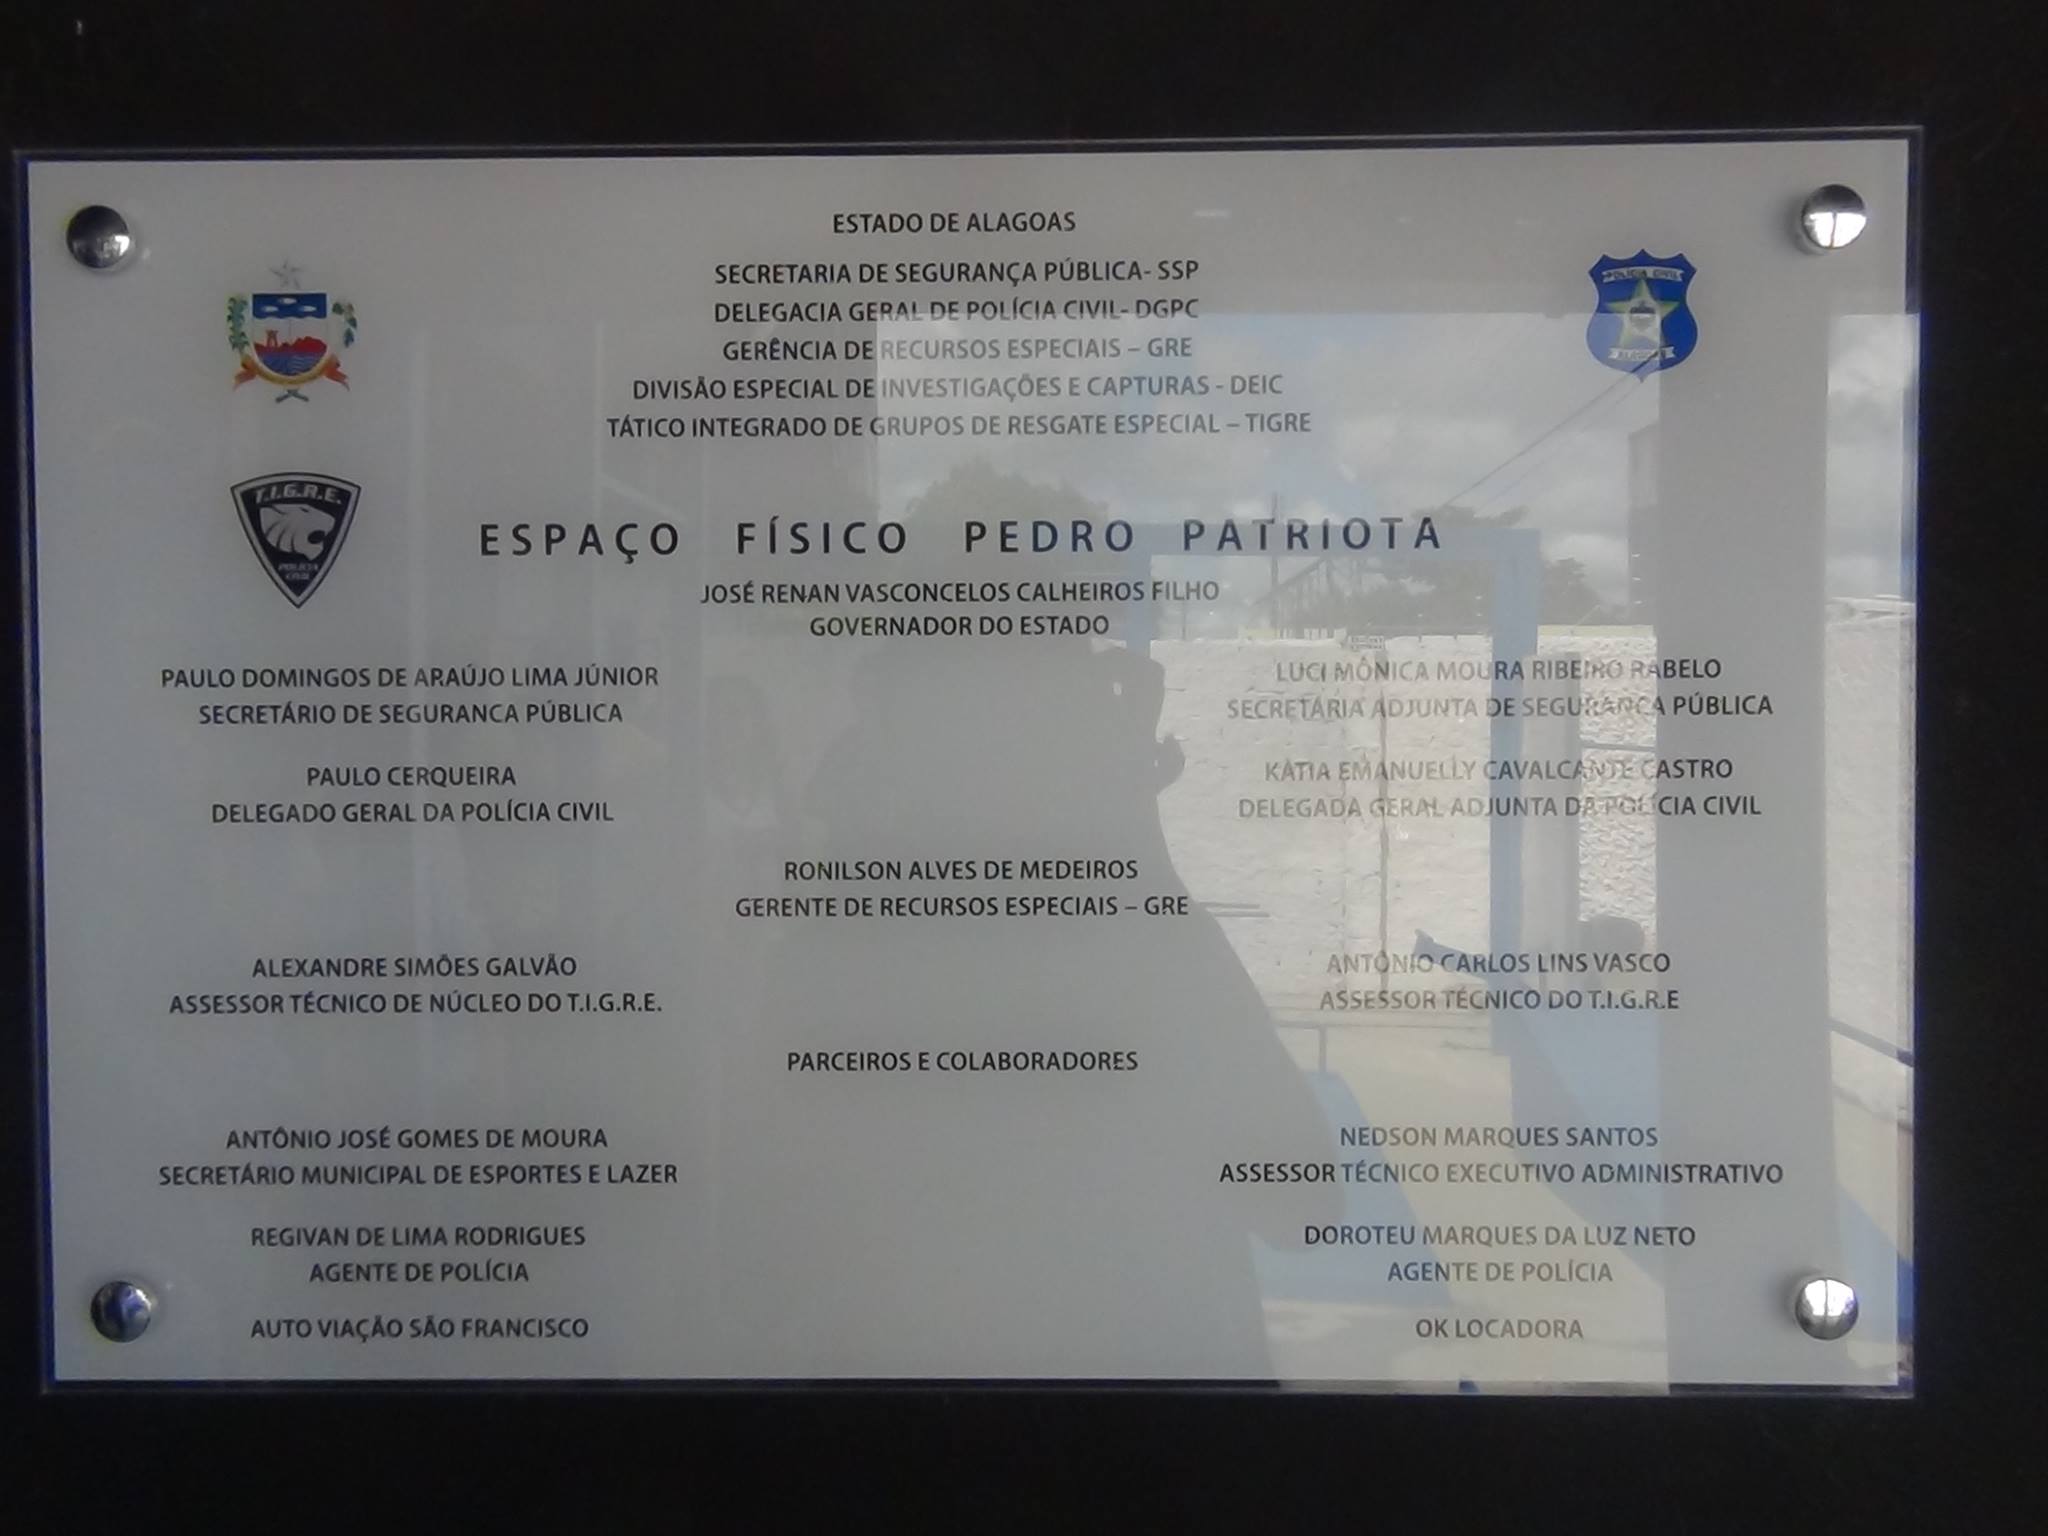 ESTADO DE ALAGOAS
SECRETARIA DE SEGURANÇA PÚBLICA- SSP
DELEGACIA GERAL DE POLÍCIA CIVIL- DGPC
GERÊNCIA DE RECURSOS ESPECIAIS – GRE
DIVISÃO ESPECIAL DE INVESTIGAÇÕES E CAPTURAS - DEIC
TÁTICO INTEGRADO DE GRUPOS DE RESGATE ESPECIAL – TIGRE
POLÍCIA CIVIL
ALAGOAS
T.I.G.R.E.
POLÍCIA
CIVIL
ESPAÇO FÍSICO PEDRO PATRIOTA
JOSÉ RENAN VASCONCELOS CALHEIROS FILHO
GOVERNADOR DO ESTADO
PAULO DOMINGOS DE ARAÚJO LIMA JÚNIOR
SECRETÁRIO DE SEGURANCA PÚBLICA
LUCI MÔNICA MOURA RIBEIRO RABELO
SECRETÁRIA ADJUNTA DE SEGURANCA PÚBLICA
PAULO CERQUEIRA
DELEGADO GERAL DA POLÍCIA CIVIL
KÁTIA EMANUELLY CAVALCANTE CASTRO
DELEGADA GERAL ADJUNTA DA POLÍCIA CIVIL
RONILSON ALVES DE MEDEIROS
GERENTE DE RECURSOS ESPECIAIS – GRE
ALEXANDRE SIMÕES GALVÃO
ASSESSOR TÉCNICO DE NÚCLEO DO T.I.G.R.E.
ANTÔNIO CARLOS LINS VASCO
ASSESSOR TÉCNICO DO T.I.G.R.E
PARCEIROS E COLABORADORES
ANTÔNIO JOSÉ GOMES DE MOURA
SECRETÁRIO MUNICIPAL DE ESPORTES E LAZER
NEDSON MARQUES SANTOS
ASSESSOR TÉCNICO EXECUTIVO ADMINISTRATIVO
REGIVAN DE LIMA RODRIGUES
AGENTE DE POLÍCIA
DOROTEU MARQUES DA LUZ NETO
AGENTE DE POLÍCIA
AUTO VIAÇÃO SÃO FRANCISCO
OK LOCADORA